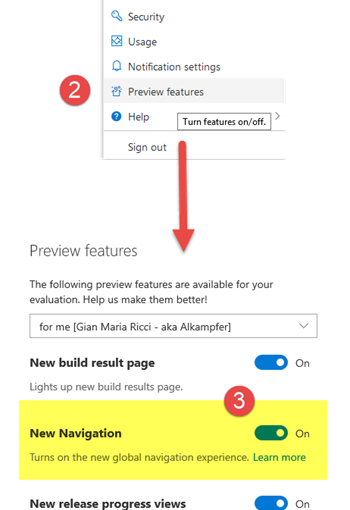 Security
Usage
Notification settings
2
Preview features
Help
Turn features on/off.
Sign out
Preview features
The following preview features are available for your
evaluation. Help us make them better!
for me [Gian Maria Ricci - aka Alkampfer]
New build result page
On
Lights up new build results page.
3
New Navigation
On
Turns on the new global navigation experience. Learn more
New release progress views
On